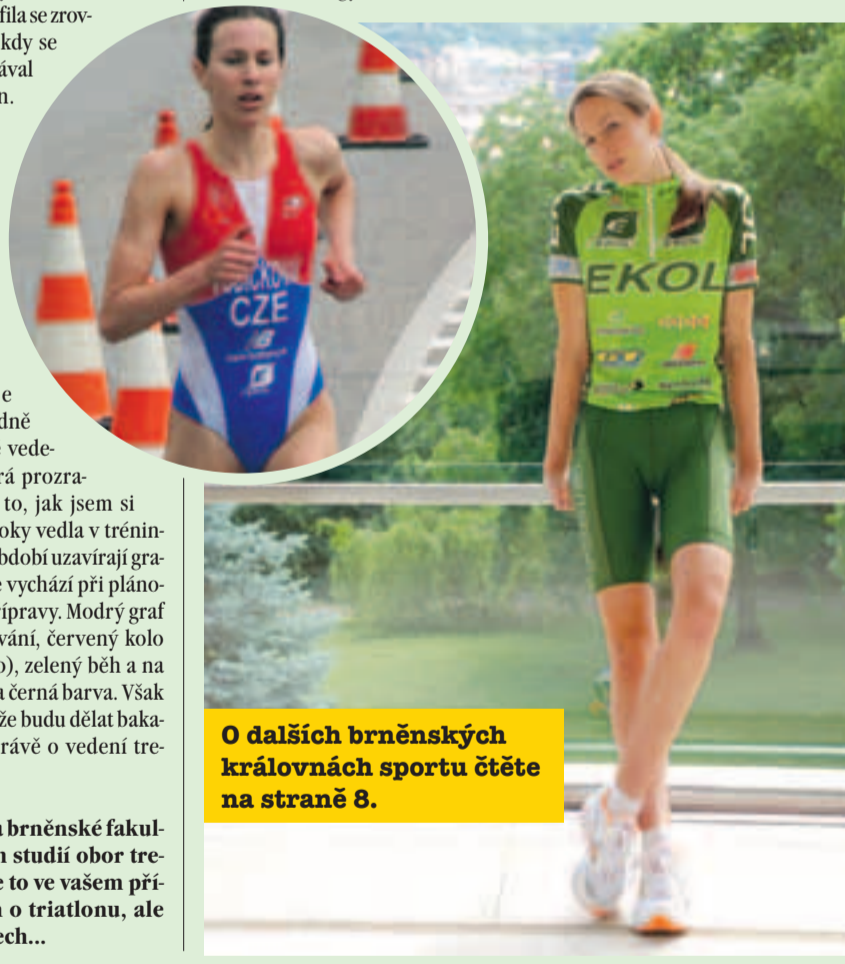 fila se zrov-
kdy se
ával
n.
e
dně
vede-
rá prozra-
to, jak jsem si
oky vedla v trénin-
bdobí uzavírají gra-
e vychází při pláno-
řípravy. Modrý graf
vání, červený kolo
o), zelený běh a na
a černá barva. Však
že budu dělat baka-
rávě o vedení tre-
a brněnské fakul-
n studií obor tre-
e to ve vašem pří-
n o triatlonu, ale
ech...
CZE
EKOL
O dalších brněnských
královnách sportu čtěte
na straně 8.